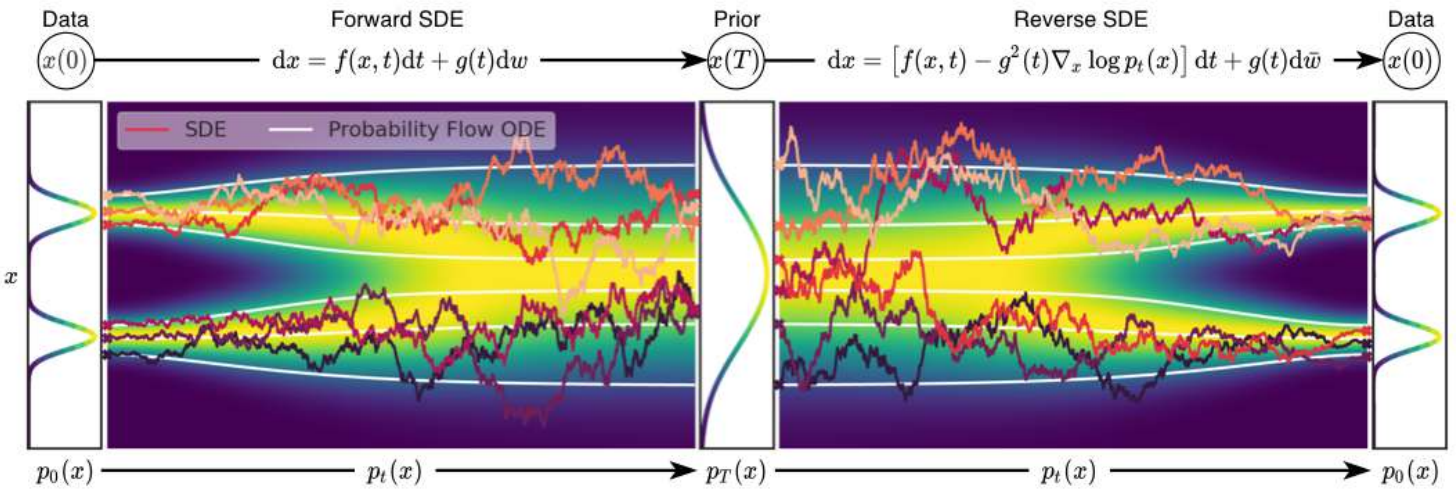 Data Forward SDE Prior Reverse SDE Data
x(0) dx = f(x, t)dt + g(t)dw x(T) dx = [f(x, t) − g²(t)∇ₓ log pₜ(x)] dt + g(t)dw̄ x(0)
SDE Probability Flow ODE
x
p₀(x) pₜ(x) p_T(x) pₜ(x) p₀(x)